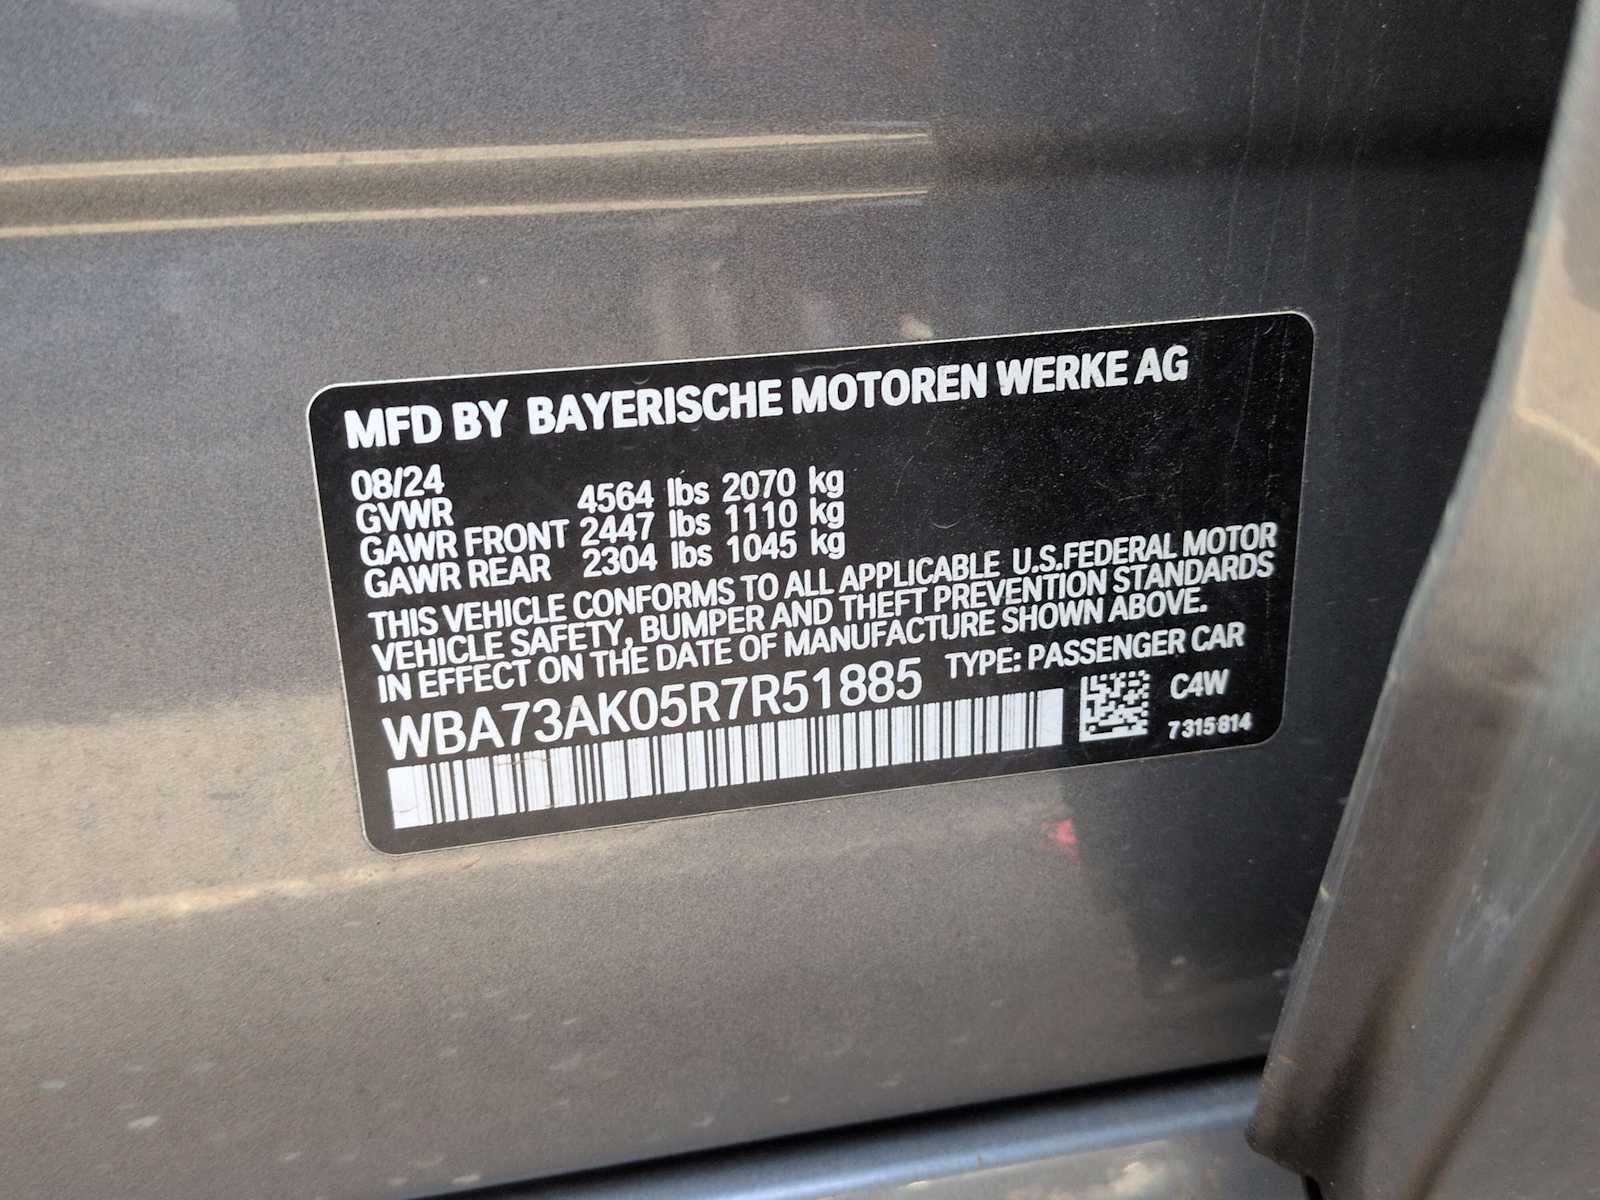 MFD BY BAYERISCHE MOTOREN WERKE AG
08/24
GVWR 4564 lbs 2070 kg
GAWR FRONT 2447 lbs 1110 kg
GAWR REAR 2304 lbs 1045 kg
THIS VEHICLE CONFORMS TO ALL APPLICABLE U.S.FEDERAL MOTOR
VEHICLE SAFETY, BUMPER AND THEFT PREVENTION STANDARDS
IN EFFECT ON THE DATE OF MANUFACTURE SHOWN ABOVE.
WBA73AK05R7R51885 TYPE: PASSENGER CAR
C4W
7315814